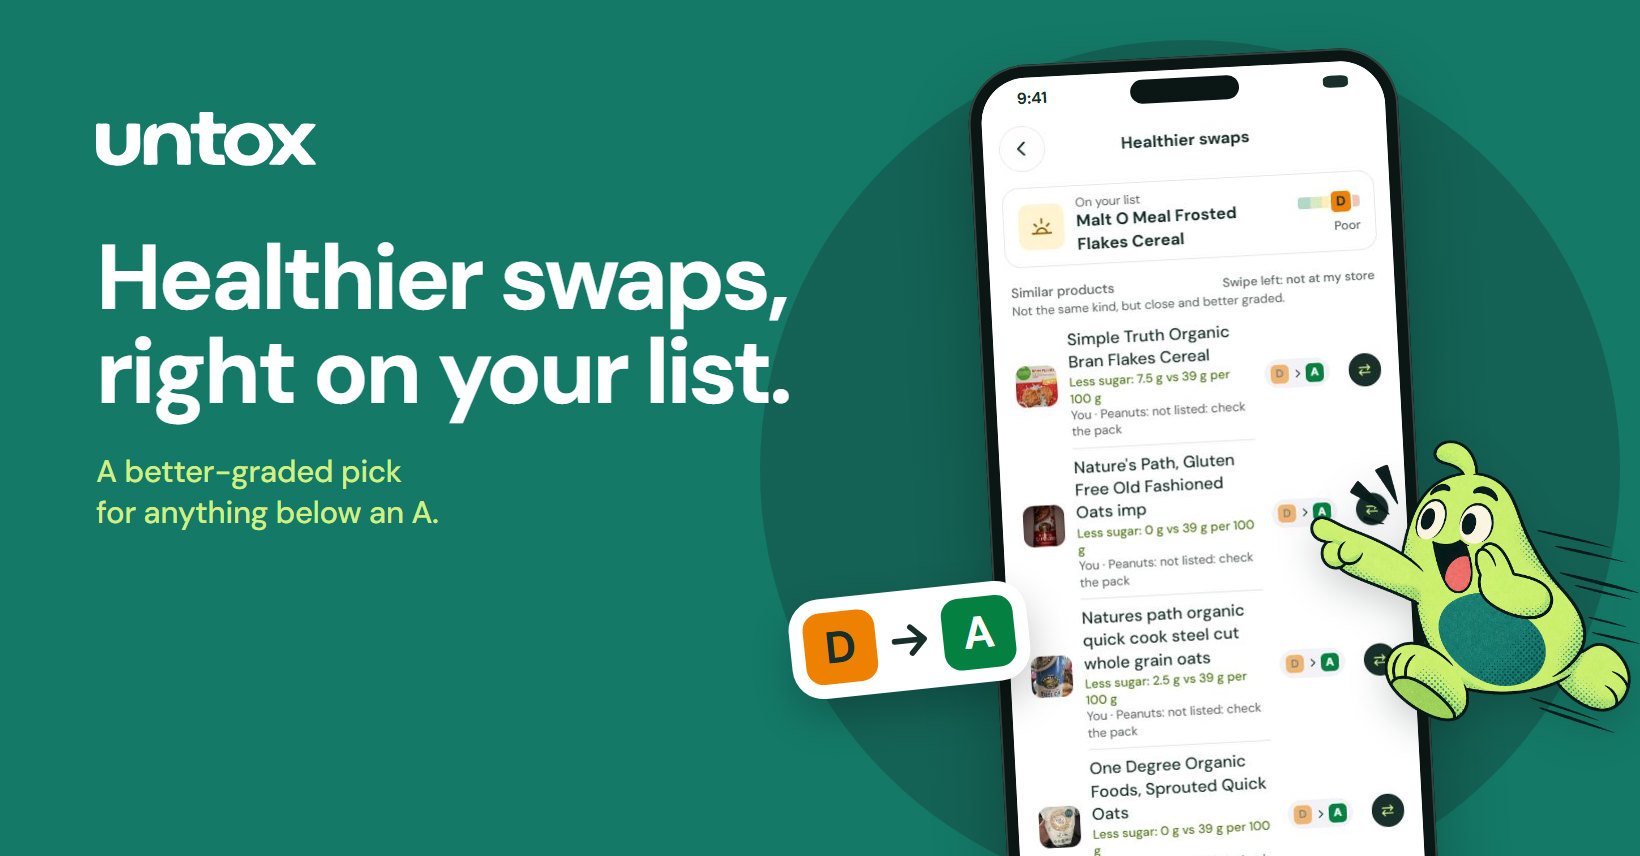 untox
Healthier swaps,
right on your list.
A better-graded pick
for anything below an A.
D → A
9:41
Healthier swaps
On your list
Malt O Meal Frosted
Flakes Cereal
D
Poor
Similar products
Swipe left: not at my store
Not the same kind, but close and better graded.
Simple Truth Organic
Bran Flakes Cereal
Less sugar: 7.5 g vs 39 g per
100 g
You · Peanuts: not listed: check
the pack
D > A
Nature's Path, Gluten
Free Old Fashioned
Oats imp
Less sugar: 0 g vs 39 g per 100
g
You · Peanuts: not listed: check
the pack
D > A
Natures path organic
quick cook steel cut
whole grain oats
Less sugar: 2.5 g vs 39 g per
100 g
You · Peanuts: not listed: check
the pack
D > A
One Degree Organic
Foods, Sprouted Quick
Oats
Less sugar: 0 g vs 39 g per 100
g
D > A